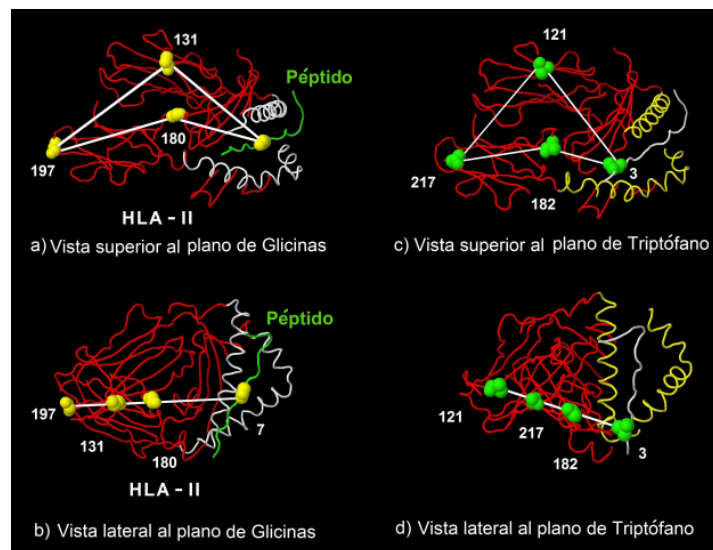 131
Péptido
180
197
HLA - II
a) Vista superior al plano de Glicinas
121
3
217
182
c) Vista superior al plano de Triptófano
Péptido
197
131
7
180
HLA - II
b) Vista lateral al plano de Glicinas
121
217
182
3
d) Vista lateral al plano de Triptófano